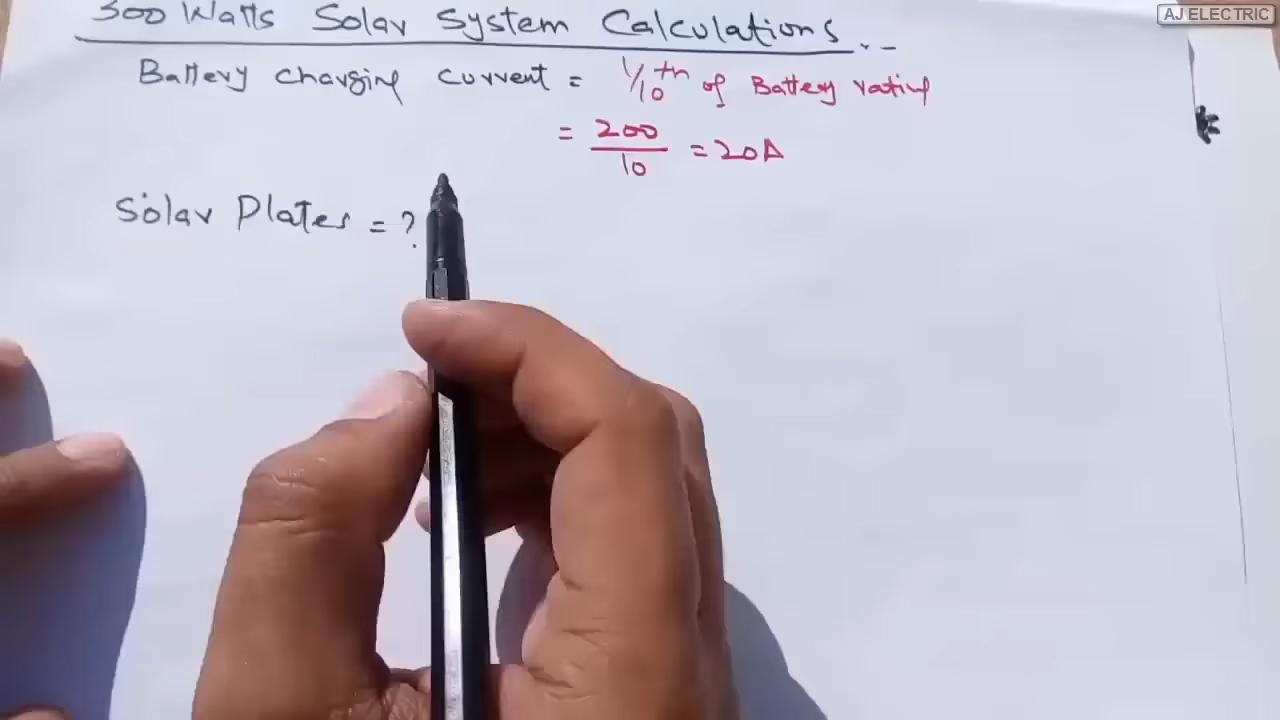 300 Watts Solar System Calculations...
AJ ELECTRIC
Battery charging current = 1/10th of Battery rating
= 200/10 = 20A
Solar Plates = ?